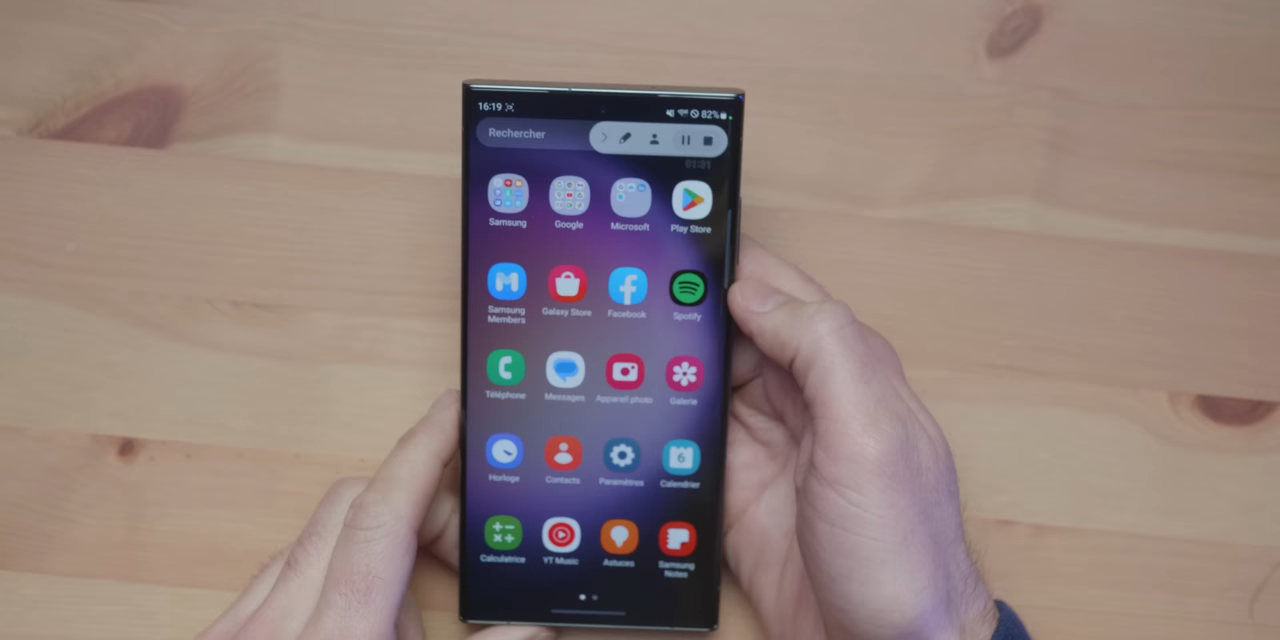 16:19
82%
Rechercher
01:31
Samsung Google Microsoft Play Store
Samsung
Members
Galaxy Store Facebook Spotify
Téléphone Messages Appareil photo Galerie
6
Horloge Contacts Paramètres Calendrier
Calculatrice YT Music Astuces Samsung
Notes